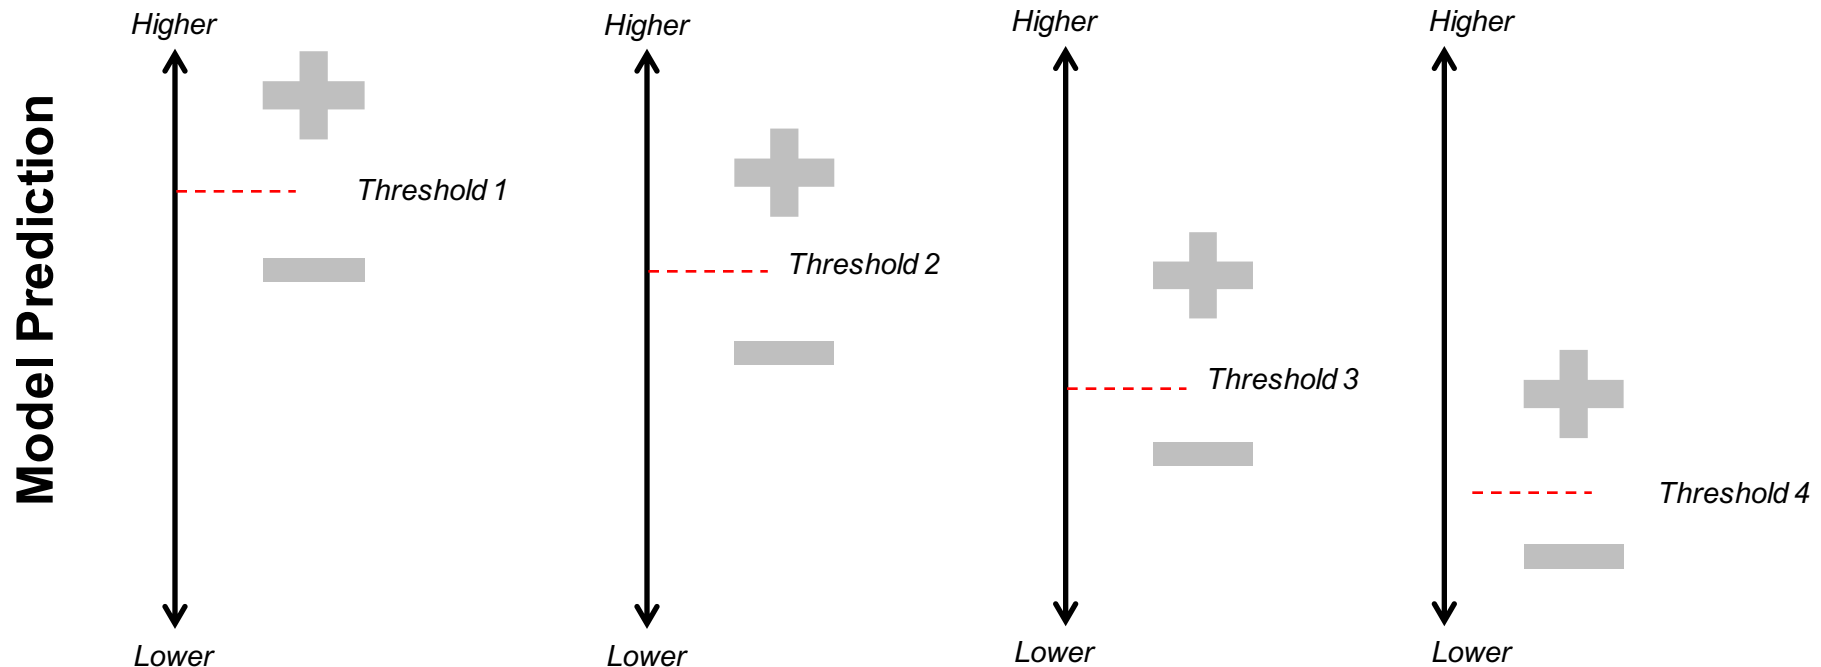 Model Prediction
Higher
Threshold 1
Lower
Higher
Threshold 2
Lower
Higher
Threshold 3
Lower
Higher
Threshold 4
Lower